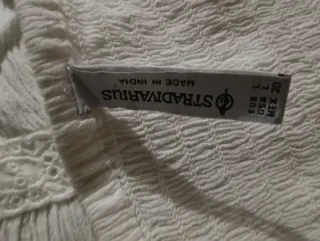 STRADIVARIUS
MADE IN INDIA
EUR L
USA L
MEX 30